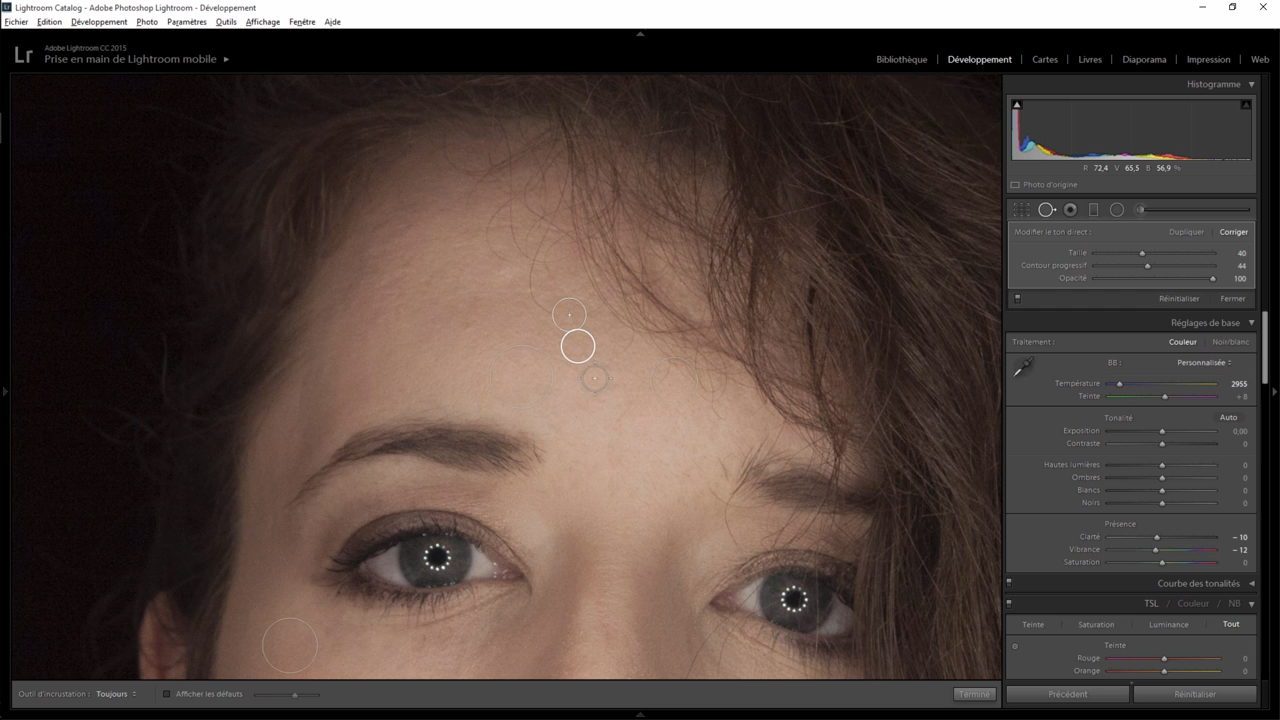 Lightroom Catalog - Adobe Photoshop Lightroom - Développement
Fichier Edition Développement Photo Paramètres Outils Affichage Fenêtre Aide
Lr
Adobe Lightroom CC 2015
Prise en main de Lightroom mobile
Bibliothèque Développement Cartes Livres Diaporama Impression Web
Histogramme
R 72,4 V 65,5 B 56,9 %
Photo d'origine
Modifier le ton direct : Dupliquer Corriger
Taille 40
Contour progressif 44
Opacité 100
Réinitialiser Fermer
Réglages de base
Traitement : Couleur Noir/blanc
BB : Personnalisée
Température 2955
Teinte + 8
Tonalité Auto
Exposition 0,00
Contraste 0
Hautes lumières 0
Ombres 0
Blancs 0
Noirs 0
Présence
Clarté – 10
Vibrance – 12
Saturation 0
Courbe des tonalités
TSL / Couleur / NB
Teinte Saturation Luminance Tout
Teinte
Rouge 0
Orange 0
Outil d'incrustation : Toujours Afficher les défauts Terminé
Précédent Réinitialiser